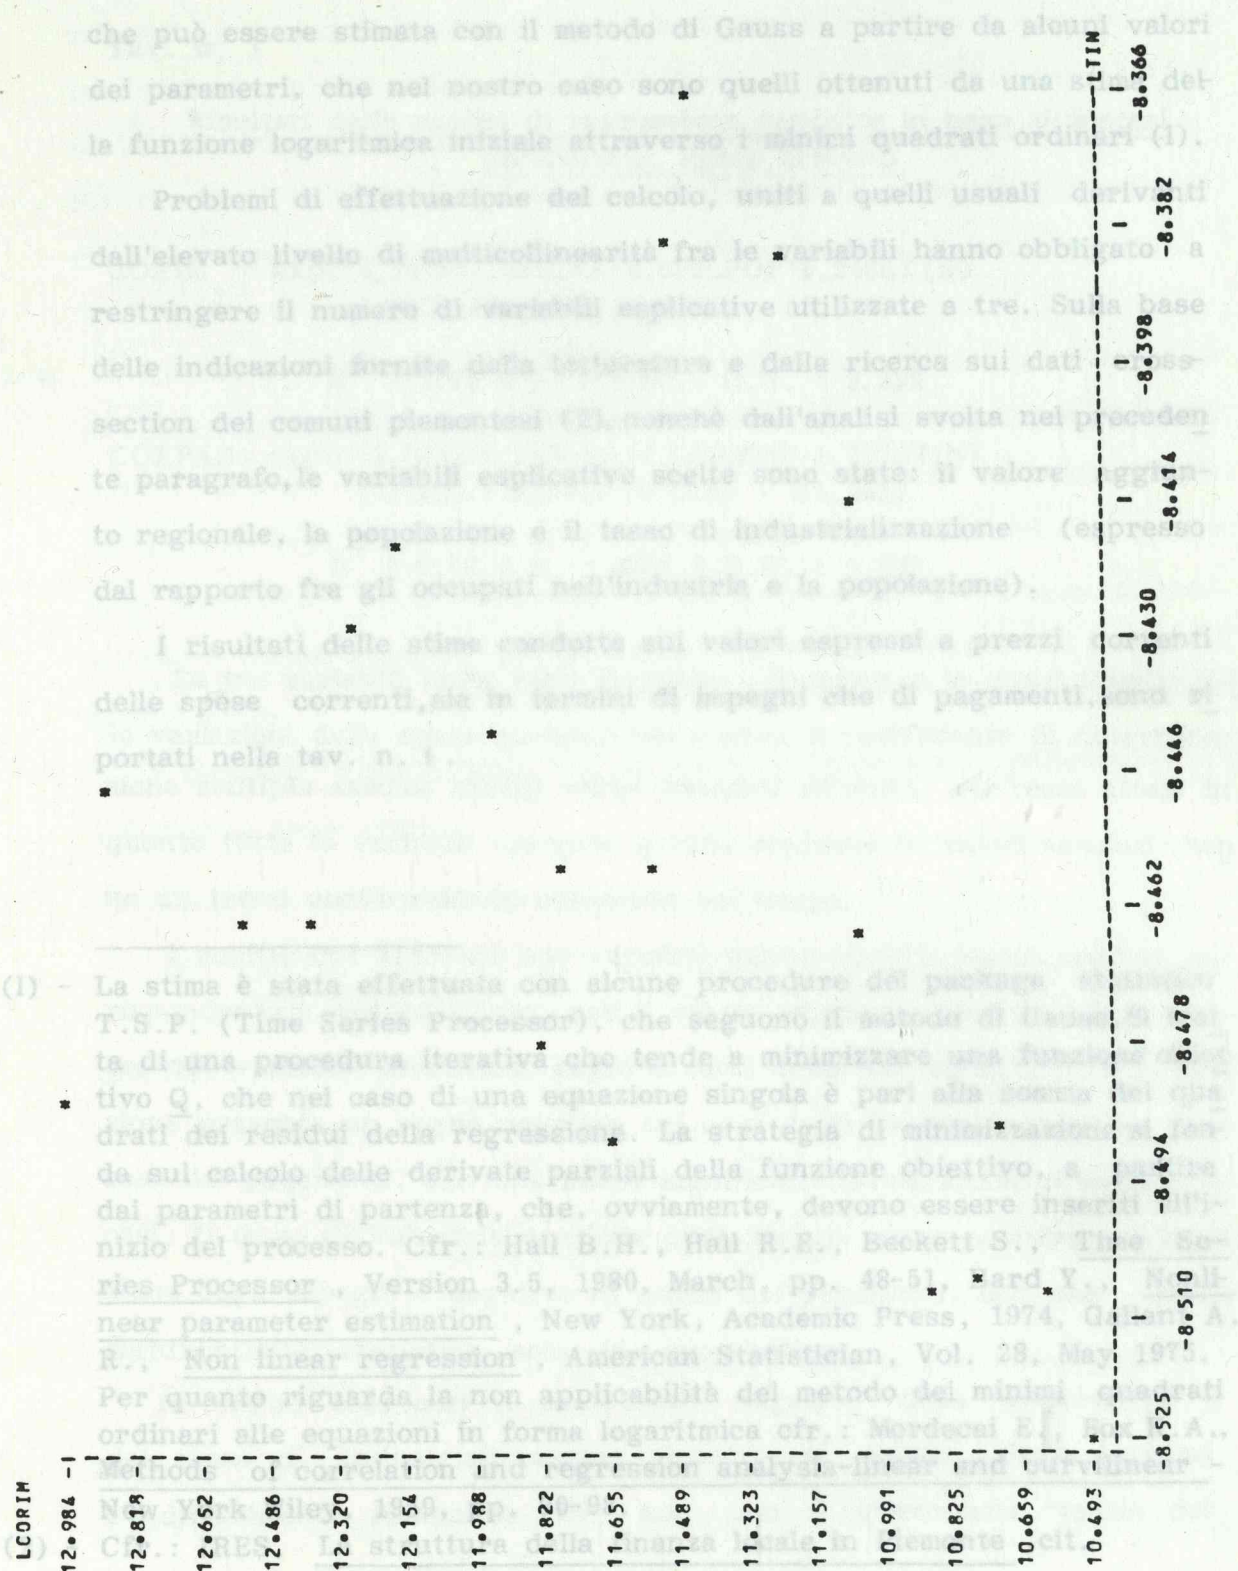 che può essere stimata con il metodo di Gauss a partire da alcuni valori
dei parametri, che nel nostro caso sono quelli ottenuti da una stima del-
la funzione logaritmica iniziale attraverso i minimi quadrati ordinari (1).
Problemi di effettuazione del calcolo, uniti a quelli usuali derivanti
dall'elevato livello di multicollinearità fra le variabili hanno obbligato a
restringere il numero di variabili esplicative utilizzate a tre. Sulla base
delle indicazioni fornite dalla letteratura e dalla ricerca sui dati cross-
section dei comuni piemontesi (2), nonchè dall'analisi svolta nel preceden
te paragrafo, le variabili esplicative scelte sono state: il valore aggiun-
to regionale, la popolazione e il tasso di industrializzazione (espresso
dal rapporto fra gli occupati nell'industria e la popolazione).
I risultati delle stime condotte sui valori espressi a prezzi correnti
delle spese correnti, sia in termini di impegni che di pagamenti, sono ri
portati nella tav. n. 1.
(1) - La stima è stata effettuata con alcune procedure del package statistico
T.S.P. (Time Series Processor), che seguono il metodo di Gauss. Si trat
ta di una procedura iterativa che tende a minimizzare una funzione obiet
tivo Q, che nel caso di una equazione singola è pari alla somma dei qua
drati dei residui della regressione. La strategia di minimizzazione si fon-
da sul calcolo delle derivate parziali della funzione obiettivo, a partire
dai parametri di partenza, che, ovviamente, devono essere inseriti all'i-
nizio del processo. Cfr.: Hall B.H., Hall R.E., Beckett S., Time Se-
ries Processor, Version 3.5, 1980, March, pp. 48-51, Bard Y., Nonli-
near parameter estimation, New York, Academic Press, 1974, Gallant A.
R., Non linear regression, American Statistician, Vol. 28, May 1975.
Per quanto riguarda la non applicabilità del metodo dei minimi quadrati
ordinari alle equazioni in forma logaritmica cfr.: Mordecai E., Fox K.A.,
Methods of correlation and regression analysis-linear and curvilinear -
New York Wiley, pp.
(2) - Cfr.: IRES, La struttura della finanza locale in Piemonte cit.
LCORIM
12.984
12.818
12.652
12.486
12.320
12.154
11.988
11.822
11.655
11.489
11.323
11.157
10.991
10.825
10.659
10.493
-8.525
-8.510
-8.494
-8.478
-8.462
-8.446
-8.430
-8.414
-8.398
-8.382
-8.366
LTIN